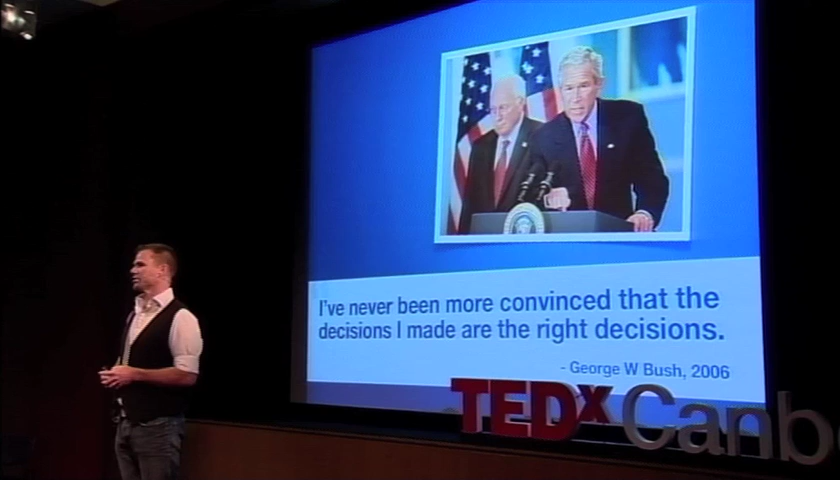 I've never been more convinced that the
decisions I made are the right decisions.
- George W Bush, 2006
TEDx Canb